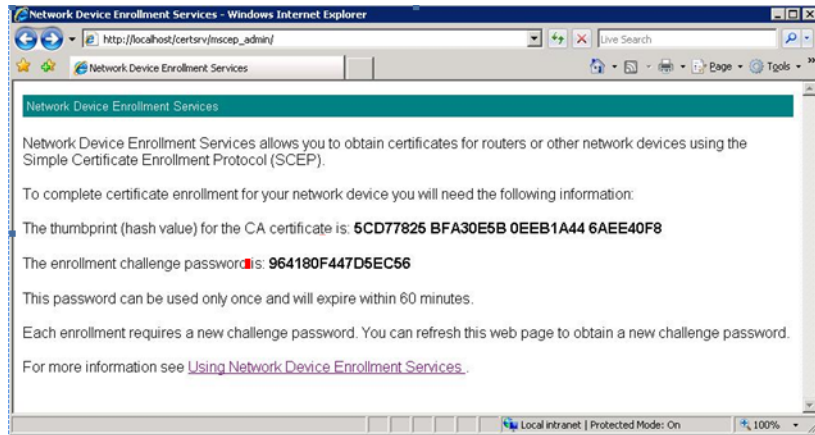 Network Device Enrollment Services - Windows Internet Explorer
http://localhost/certsrv/mscep_admin/
Live Search
Network Device Enrollment Services
Page
Tools
Network Device Enrollment Services
Network Device Enrollment Services allows you to obtain certificates for routers or other network devices using the
Simple Certificate Enrollment Protocol (SCEP).
To complete certificate enrollment for your network device you will need the following information:
The thumbprint (hash value) for the CA certificate is: 5CD77825 BFA30E5B 0EEB1A44 6AEE40F8
The enrollment challenge password is: 964180F447D5EC56
This password can be used only once and will expire within 60 minutes.
Each enrollment requires a new challenge password. You can refresh this web page to obtain a new challenge password.
For more information see Using Network Device Enrollment Services .
Local intranet | Protected Mode: On
100%